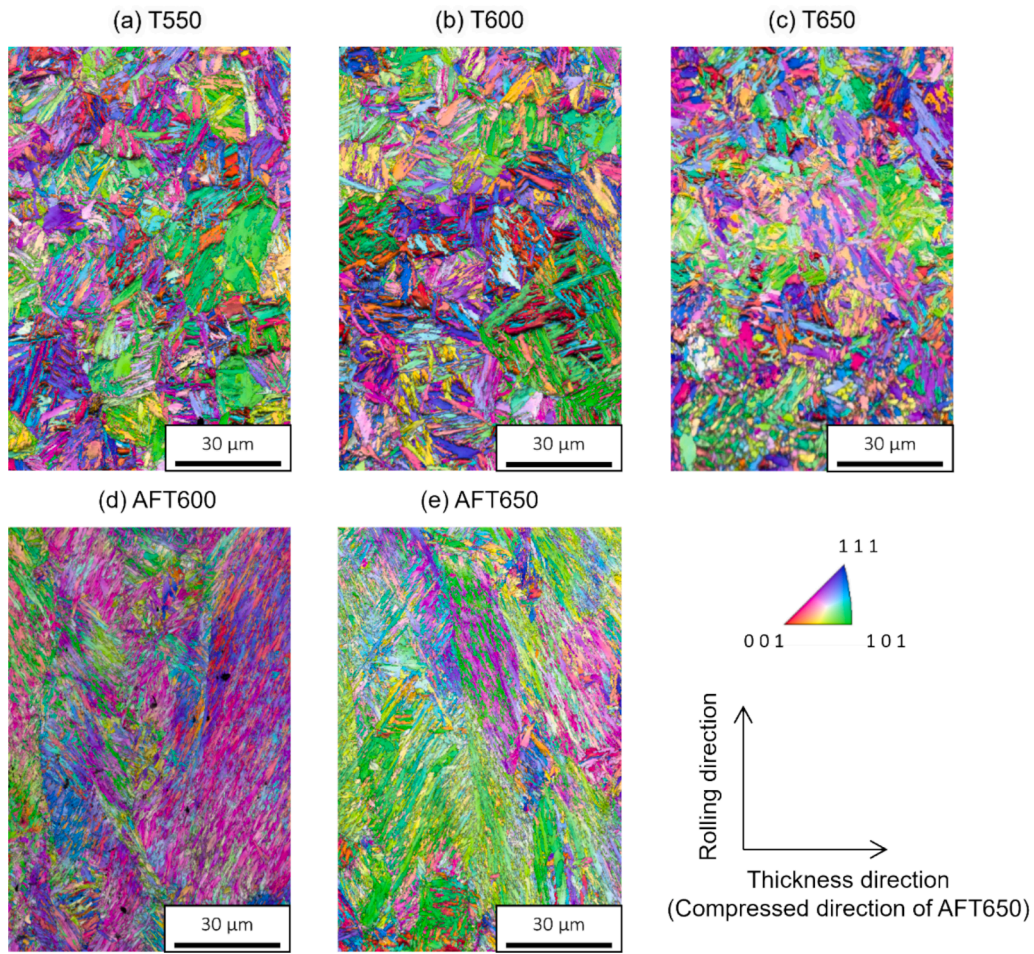 (a) T550
(b) T600
(c) T650
30 μm
30 μm
30 μm
(d) AFT600
(e) AFT650
1 1 1
0 0 1
1 0 1
Rolling direction
Thickness direction
(Compressed direction of AFT650)
30 μm
30 μm